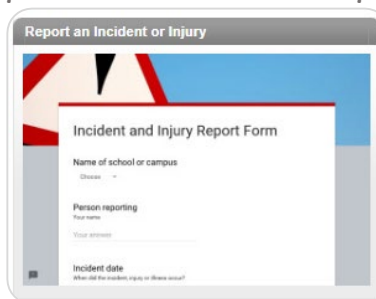 Report an Incident or Injury
Incident and Injury Report Form
Name of school or campus
Choose
Person reporting
Your name
Your answer
Incident date
When did the incident, injury or illness occur?